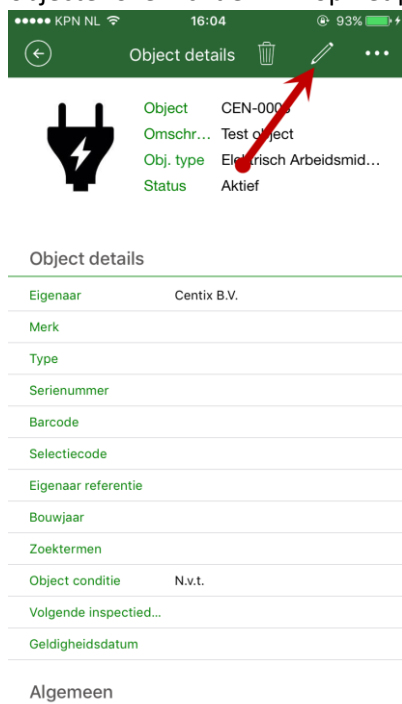 KPN NL 16:04 93%
Object details
Object CEN-000
Omschr... Test object
Obj. type Elektrisch Arbeidsmid...
Status Aktief
Object details
Eigenaar Centix B.V.
Merk
Type
Serienummer
Barcode
Selectiecode
Eigenaar referentie
Bouwjaar
Zoektermen
Object conditie N.v.t.
Volgende inspectied...
Geldigheidsdatum
Algemeen